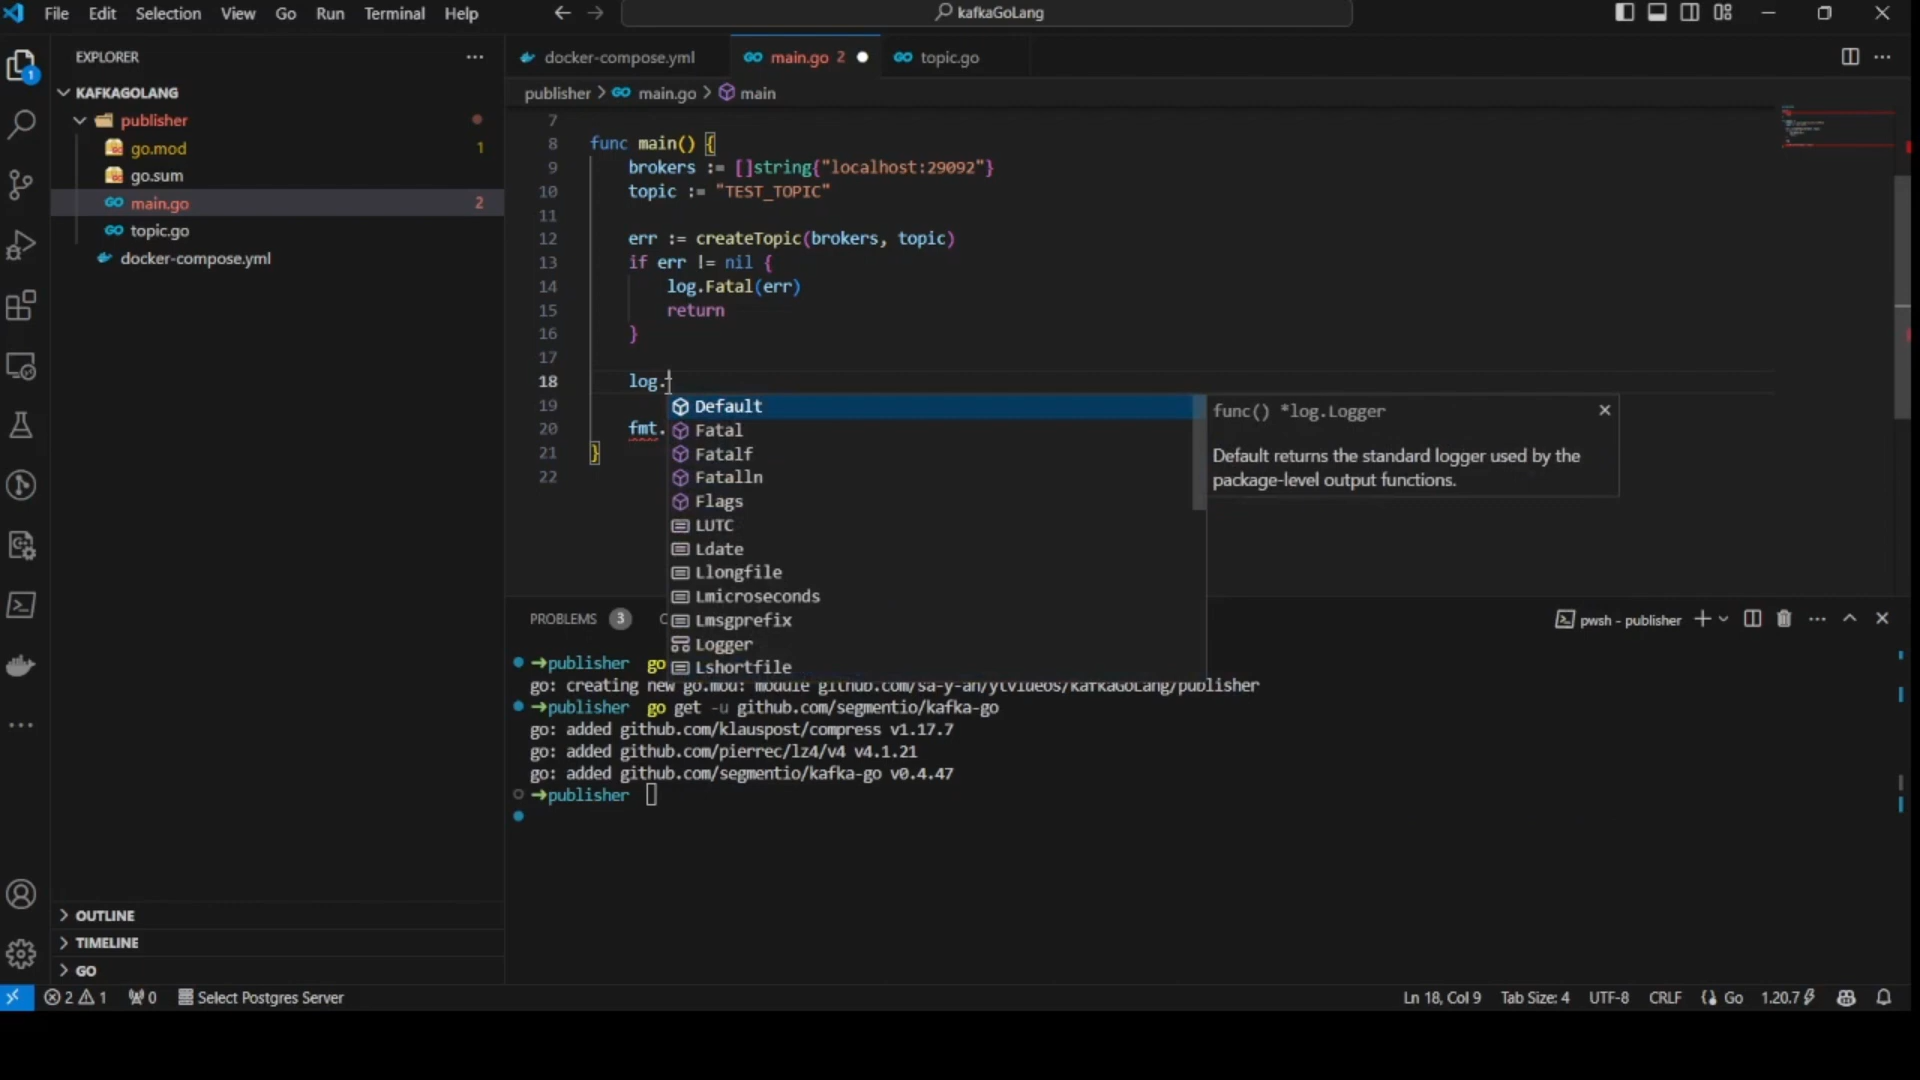 File Edit Selection View Go Run Terminal Help
kafkaGoLang
1
EXPLORER
KAFKAGOLANG
publisher
go.mod 1
go.sum
main.go 2
topic.go
docker-compose.yml
OUTLINE
TIMELINE
GO
docker-compose.yml main.go 2 topic.go
publisher > main.go > main
7
8 func main() {
9 brokers := []string{"localhost:29092"}
10 topic := "TEST_TOPIC"
11
12 err := createTopic(brokers, topic)
13 if err != nil {
14 log.Fatal(err)
15 return
16 }
17
18 log.
19
20 fmt.
21 }
22
Default
Fatal
Fatalf
Fatalln
Flags
LUTC
Ldate
Llongfile
Lmicroseconds
Lmsgprefix
Logger
Lshortfile
func() *log.Logger
Default returns the standard logger used by the
package-level output functions.
PROBLEMS 3
pwsh - publisher
publisher go
go: creating new go.mod: module github.com/sa-y-an/ytvideos/kafkaGoLang/publisher
publisher go get -u github.com/segmentio/kafka-go
go: added github.com/klauspost/compress v1.17.7
go: added github.com/pierrec/lz4/v4 v4.1.21
go: added github.com/segmentio/kafka-go v0.4.47
publisher
2 1 0 Select Postgres Server
Ln 18, Col 9 Tab Size: 4 UTF-8 CRLF Go 1.20.7